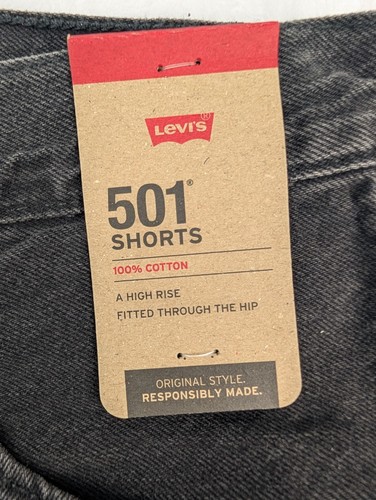 Levi's®
501®
SHORTS
100% COTTON
A HIGH RISE
FITTED THROUGH THE HIP
ORIGINAL STYLE.
RESPONSIBLY MADE.